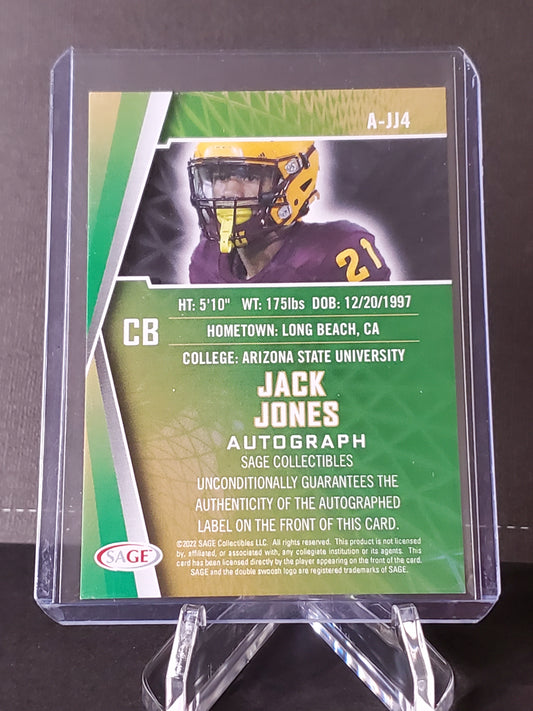 A-JJ4
21
HT: 5'10" WT: 175lbs DOB: 12/20/1997
CB
HOMETOWN: LONG BEACH, CA
COLLEGE: ARIZONA STATE UNIVERSITY
JACK
JONES
AUTOGRAPH
SAGE COLLECTIBLES
UNCONDITIONALLY GUARANTEES THE
AUTHENTICITY OF THE AUTOGRAPHED
LABEL ON THE FRONT OF THIS CARD.
SAGE
©2022 SAGE Collectibles LLC. All rights reserved. This product is not licensed
by, affiliated, or associated with, any collegiate institution or its agents. This
card has been licensed directly by the player appearing on the front of the card.
SAGE and the double swoosh logo are registered trademarks of SAGE.